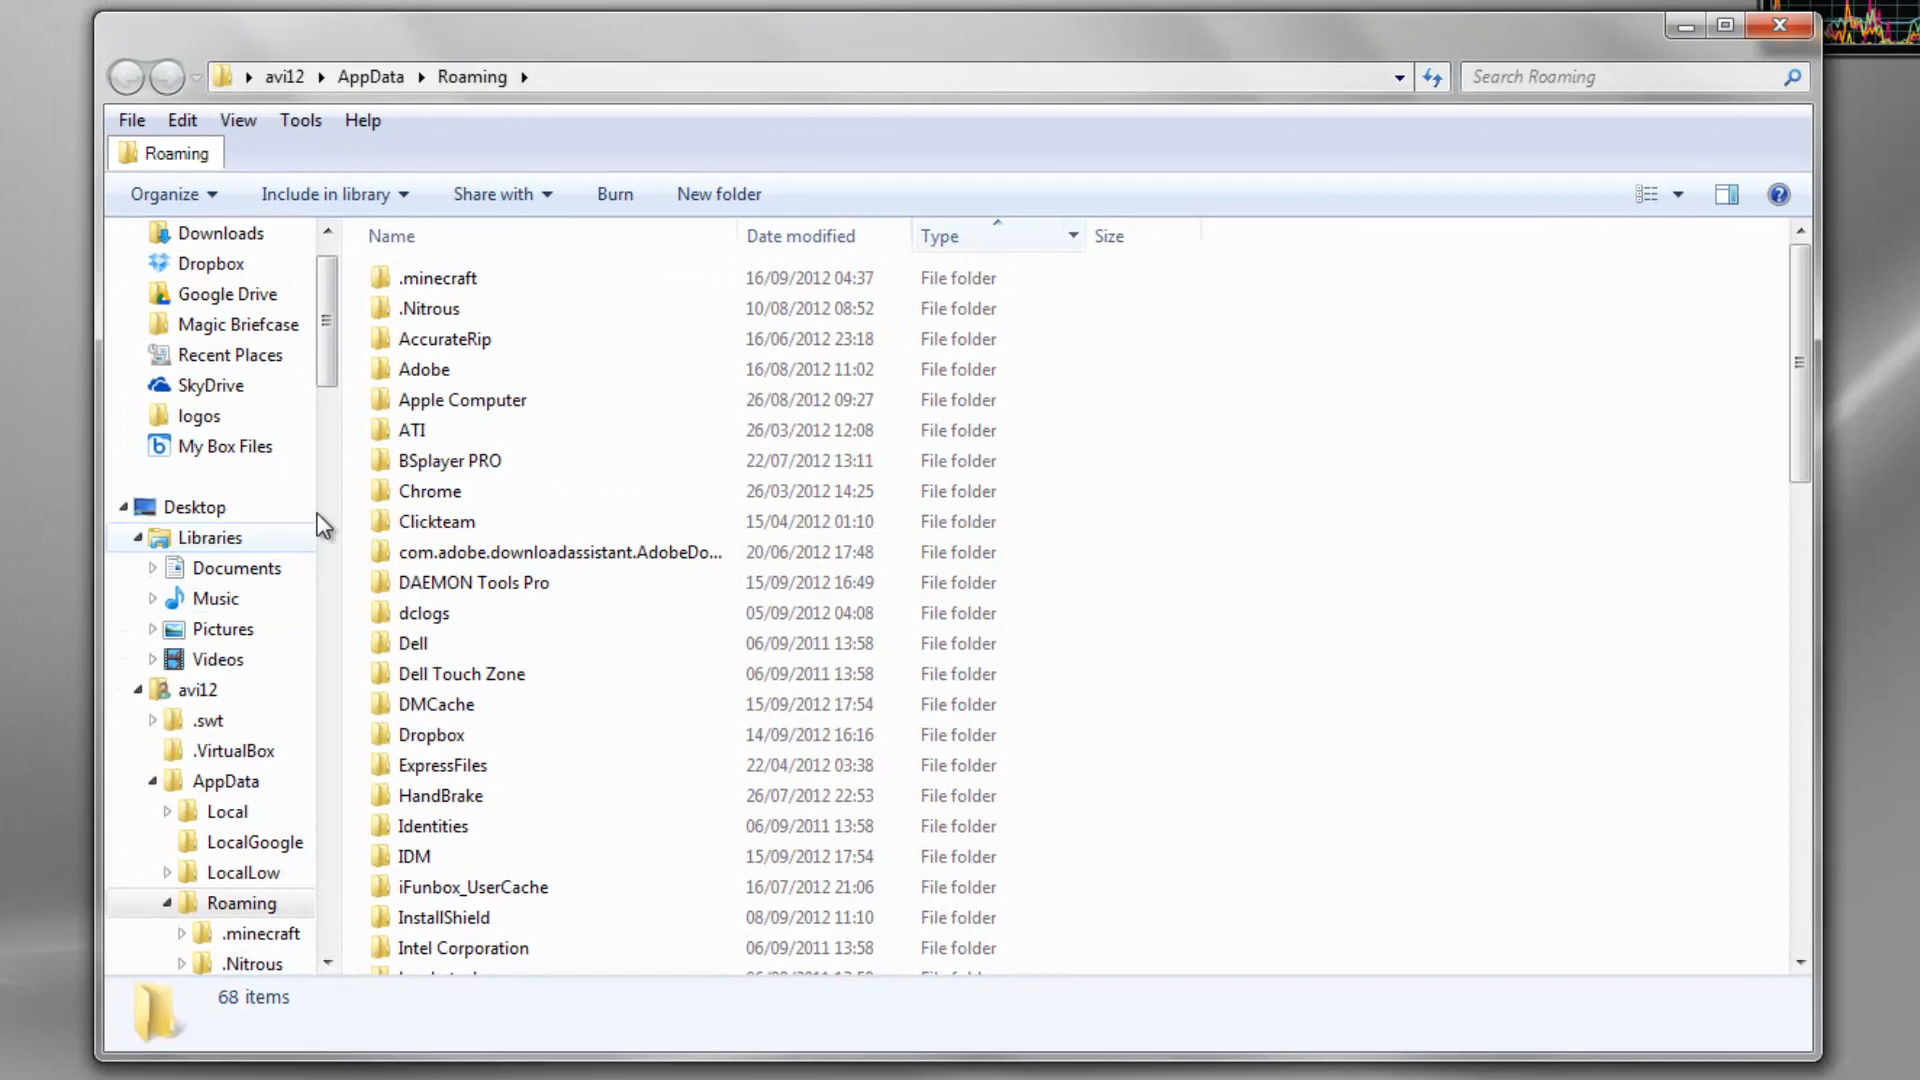 avi12 AppData Roaming Search Roaming
File Edit View Tools Help
Roaming
Organize Include in library Share with Burn New folder
Downloads
Dropbox
Google Drive
Magic Briefcase
Recent Places
SkyDrive
logos
My Box Files
Desktop
Libraries
Documents
Music
Pictures
Videos
avi12
.swt
.VirtualBox
AppData
Local
LocalGoogle
LocalLow
Roaming
.minecraft
.Nitrous
Name Date modified Type Size
.minecraft 16/09/2012 04:37 File folder
.Nitrous 10/08/2012 08:52 File folder
AccurateRip 16/06/2012 23:18 File folder
Adobe 16/08/2012 11:02 File folder
Apple Computer 26/08/2012 09:27 File folder
ATI 26/03/2012 12:08 File folder
BSplayer PRO 22/07/2012 13:11 File folder
Chrome 26/03/2012 14:25 File folder
Clickteam 15/04/2012 01:10 File folder
com.adobe.downloadassistant.AdobeDo... 20/06/2012 17:48 File folder
DAEMON Tools Pro 15/09/2012 16:49 File folder
dclogs 05/09/2012 04:08 File folder
Dell 06/09/2011 13:58 File folder
Dell Touch Zone 06/09/2011 13:58 File folder
DMCache 15/09/2012 17:54 File folder
Dropbox 14/09/2012 16:16 File folder
ExpressFiles 22/04/2012 03:38 File folder
HandBrake 26/07/2012 22:53 File folder
Identities 06/09/2011 13:58 File folder
IDM 15/09/2012 17:54 File folder
iFunbox_UserCache 16/07/2012 21:06 File folder
InstallShield 08/09/2012 11:10 File folder
Intel Corporation 06/09/2011 13:58 File folder
68 items